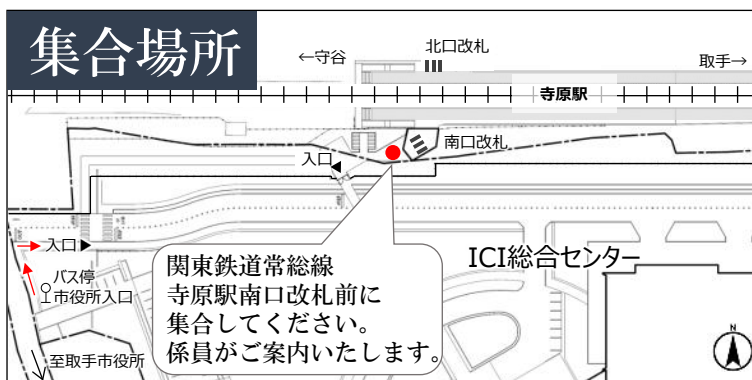 集合場所
←守谷
北口改札
取手→
寺原駅
南口改札
入口
入口
バス停
市役所入口
至取手市役所
関東鉄道常総線
寺原駅南口改札前に
集合してください。
係員がご案内いたします。
ICI総合センター
N